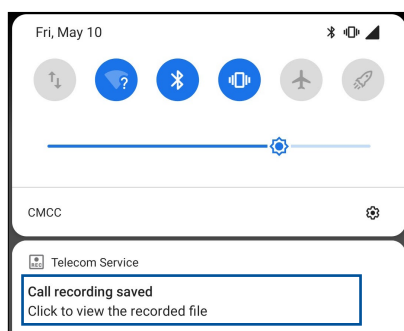 Fri, May 10
?
CMCC
REC Telecom Service
Call recording saved
Click to view the recorded file